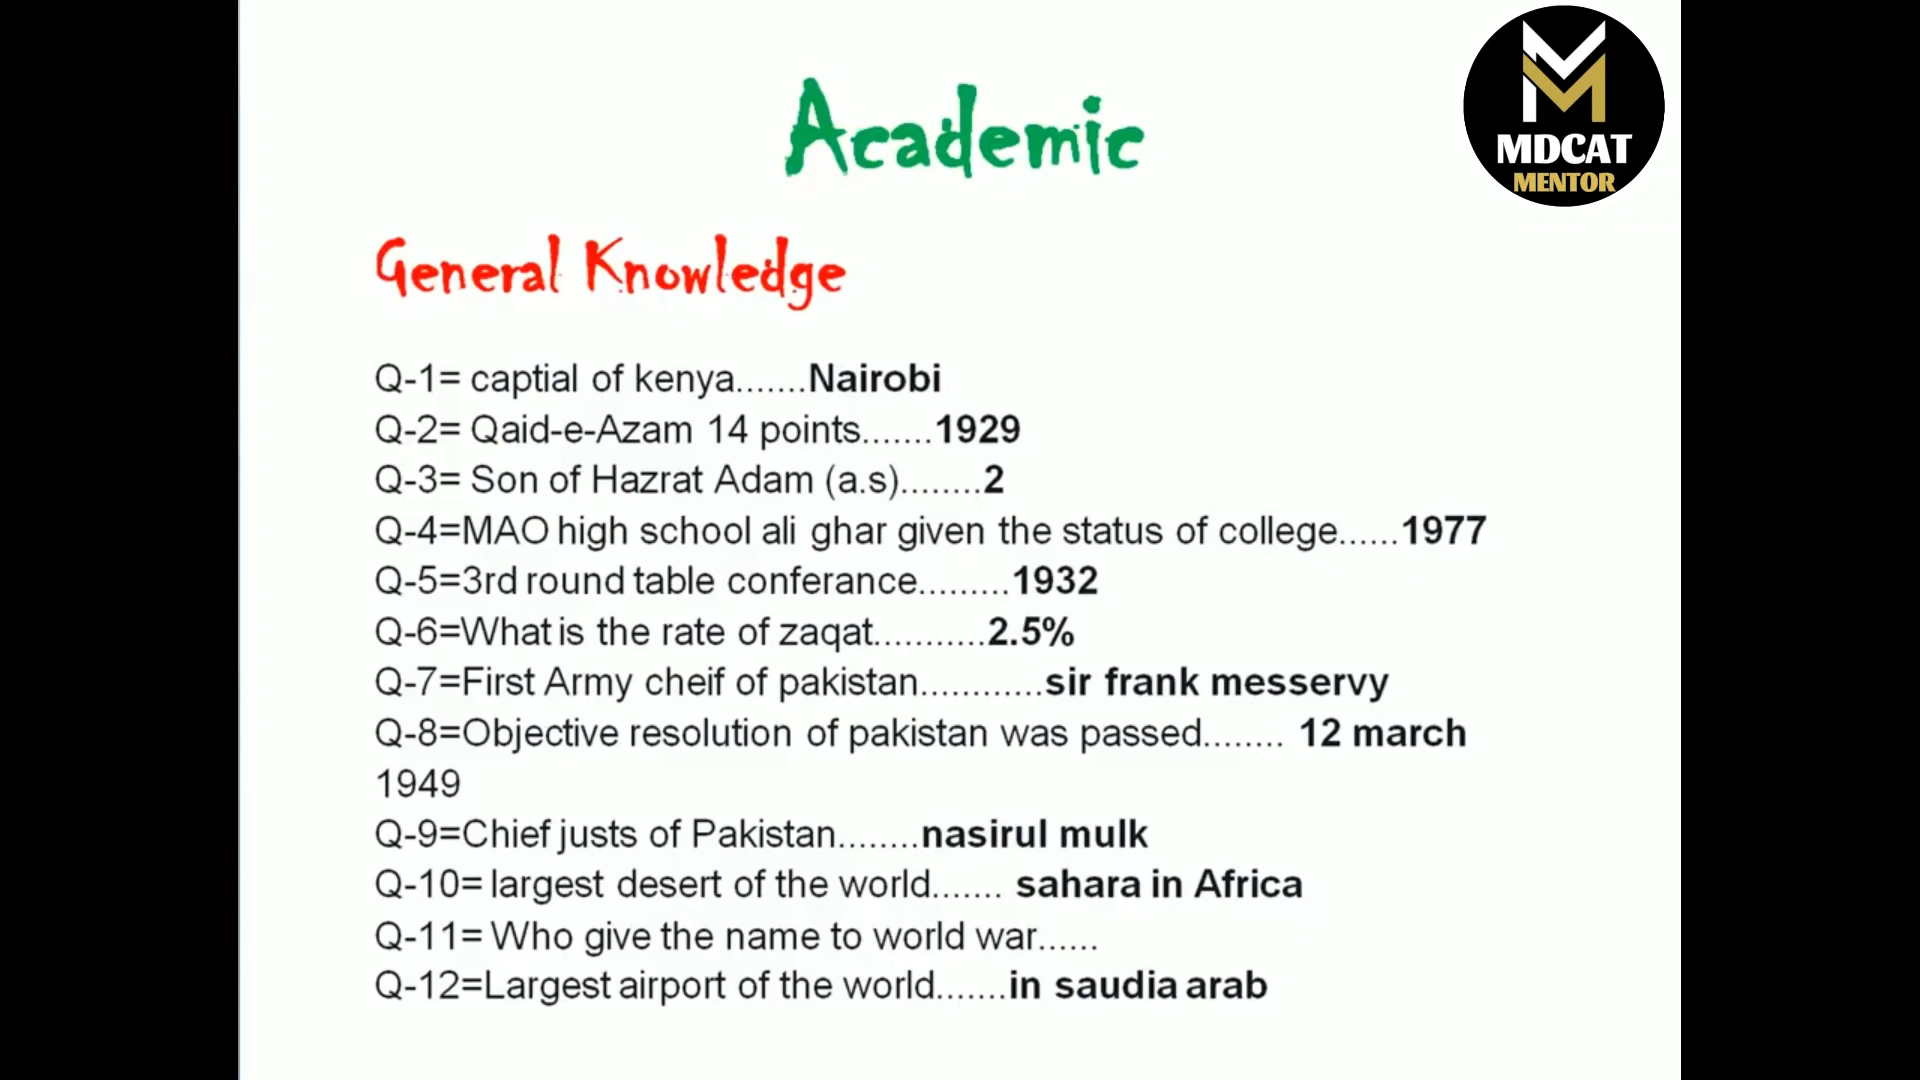 MDCAT
MENTOR
Academic
General Knowledge
Q-1= captial of kenya.......Nairobi
Q-2= Qaid-e-Azam 14 points.......1929
Q-3= Son of Hazrat Adam (a.s)........2
Q-4=MAO high school ali ghar given the status of college......1977
Q-5=3rd round table conferance.........1932
Q-6=What is the rate of zaqat...........2.5%
Q-7=First Army cheif of pakistan............sir frank messervy
Q-8=Objective resolution of pakistan was passed........ 12 march
1949
Q-9=Chief justs of Pakistan........nasirul mulk
Q-10= largest desert of the world....... sahara in Africa
Q-11= Who give the name to world war......
Q-12=Largest airport of the world.......in saudia arab